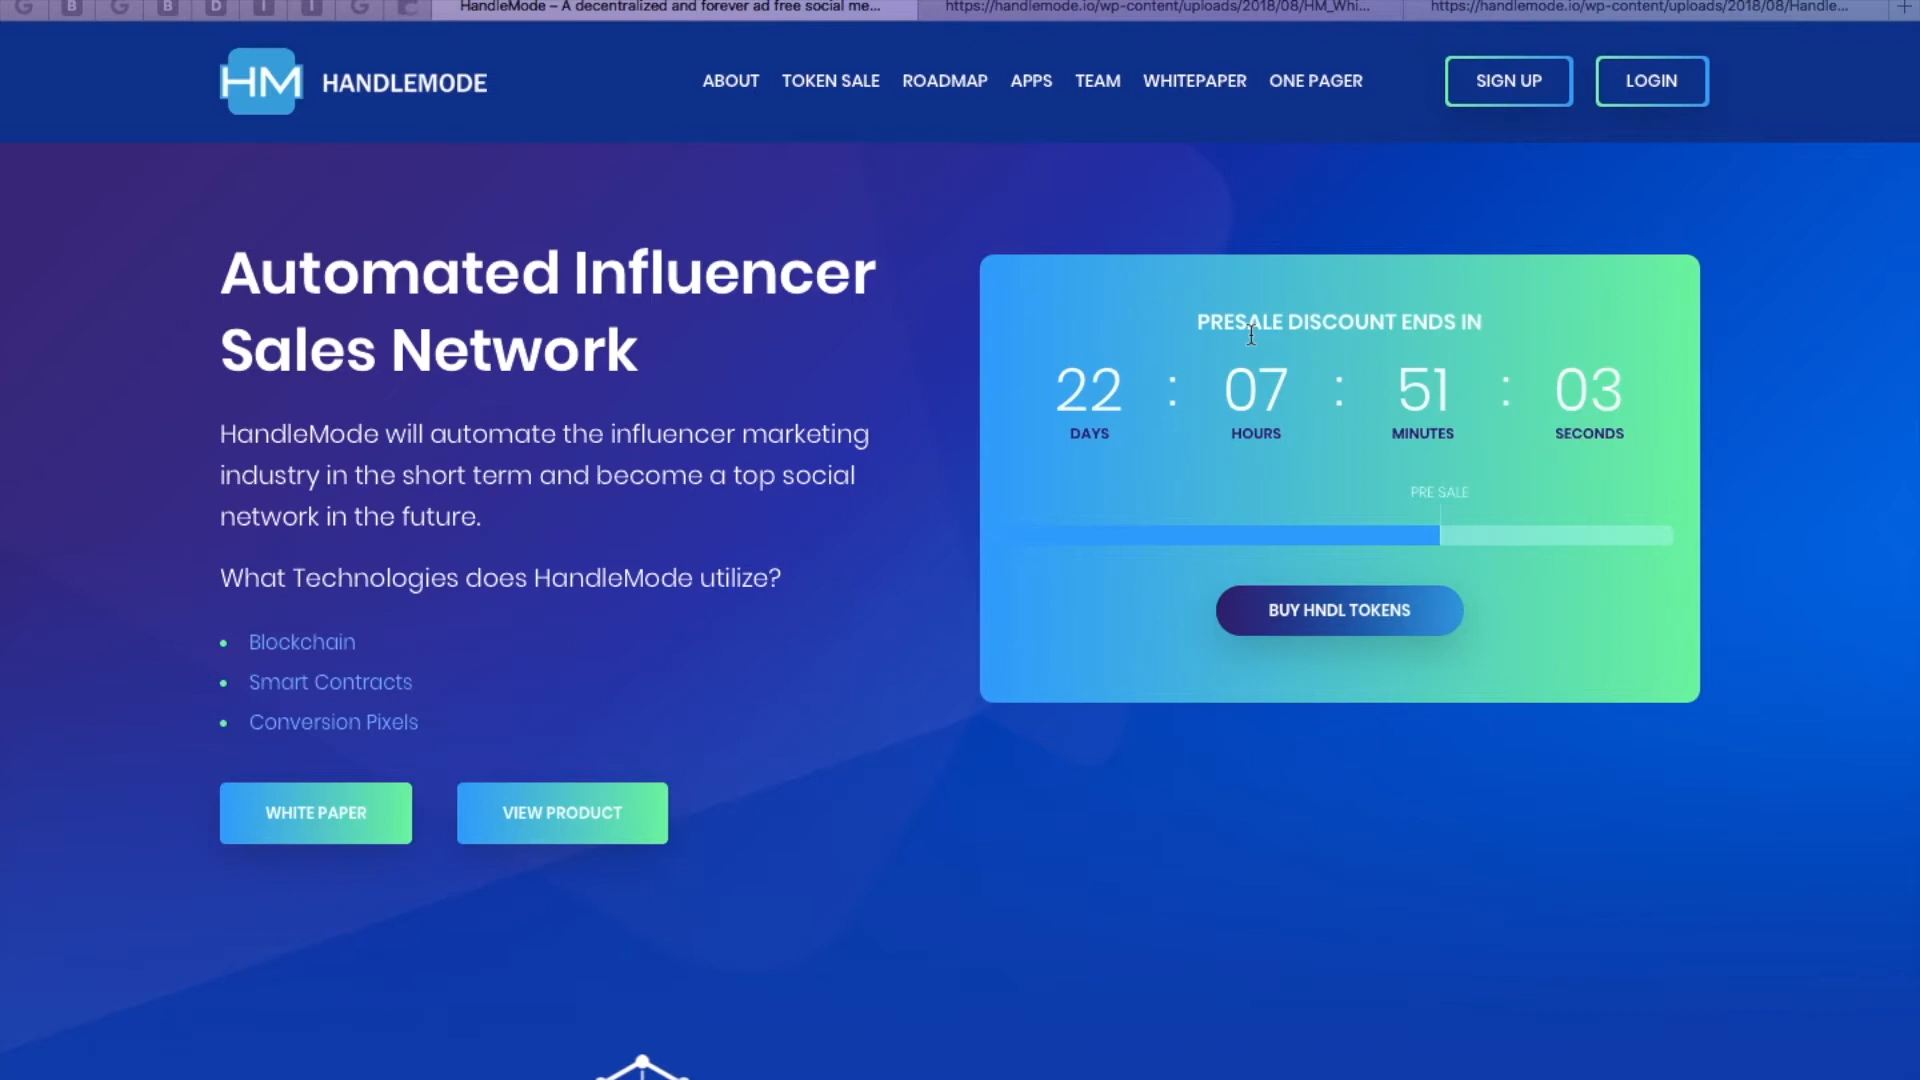 HandleMode – A decentralized and forever ad free social me...
https://handlemode.io/wp-content/uploads/2018/08/HM_Whi...
https://handlemode.io/wp-content/uploads/2018/08/Handle...
HM HANDLEMODE
ABOUT TOKEN SALE ROADMAP APPS TEAM WHITEPAPER ONE PAGER SIGN UP LOGIN
Automated Influencer
Sales Network
HandleMode will automate the influencer marketing
industry in the short term and become a top social
network in the future.
What Technologies does HandleMode utilize?
Blockchain
Smart Contracts
Conversion Pixels
WHITE PAPER VIEW PRODUCT
PRESALE DISCOUNT ENDS IN
22 : 07 : 51 : 03
DAYS HOURS MINUTES SECONDS
PRE SALE
BUY HNDL TOKENS